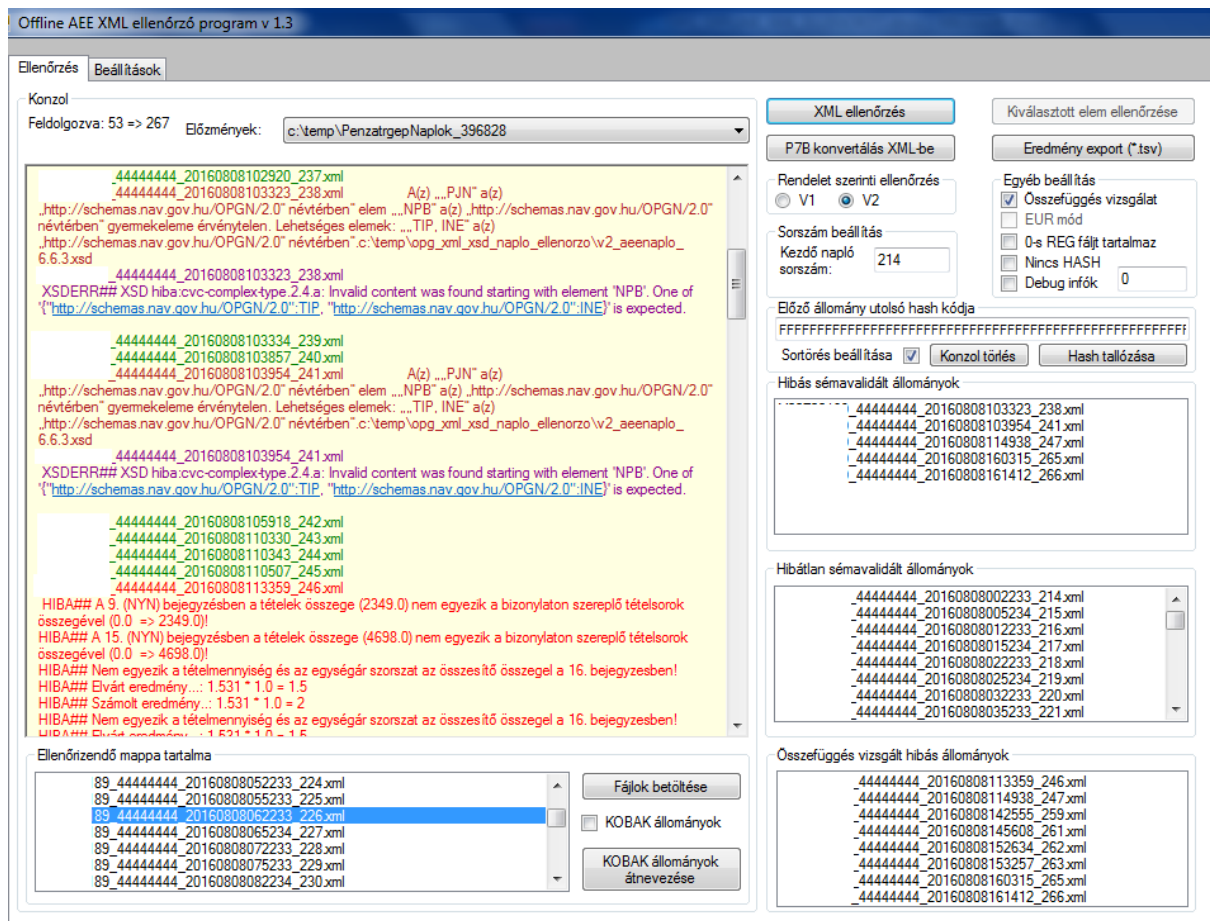 Offline AEE XML ellenőrző program v 1.3
Ellenőrzés
Beállítások
Konzol
Feldolgozva: 53 => 267
Előzmények:
c:\temp\PenzatrgepNaplok_396828
_44444444_20160808102920_237.xml
_44444444_20160808103323_238.xml A(z) „„PJN” a(z)
„http://schemas.nav.gov.hu/OPGN/2.0” névtérben” elem „„NPB” a(z) „http://schemas.nav.gov.hu/OPGN/2.0”
névtérben” gyermekeleme érvénytelen. Lehetséges elemek: „„TIP, INE” a(z)
„http://schemas.nav.gov.hu/OPGN/2.0” névtérben”.c:\temp\opg_xml_xsd_naplo_ellenorzo\v2_aeenaplo_
6.6.3.xsd
_44444444_20160808103323_238.xml
XSDERR## XSD hiba:cvc-complex-type.2.4.a: Invalid content was found starting with element 'NPB'. One of
'{"http://schemas.nav.gov.hu/OPGN/2.0":TIP, "http://schemas.nav.gov.hu/OPGN/2.0":INE}' is expected.
_44444444_20160808103334_239.xml
_44444444_20160808103857_240.xml
_44444444_20160808103954_241.xml A(z) „„PJN” a(z)
„http://schemas.nav.gov.hu/OPGN/2.0” névtérben” elem „„NPB” a(z) „http://schemas.nav.gov.hu/OPGN/2.0”
névtérben” gyermekeleme érvénytelen. Lehetséges elemek: „„TIP, INE” a(z)
„http://schemas.nav.gov.hu/OPGN/2.0” névtérben”.c:\temp\opg_xml_xsd_naplo_ellenorzo\v2_aeenaplo_
6.6.3.xsd
_44444444_20160808103954_241.xml
XSDERR## XSD hiba:cvc-complex-type.2.4.a: Invalid content was found starting with element 'NPB'. One of
'{"http://schemas.nav.gov.hu/OPGN/2.0":TIP, "http://schemas.nav.gov.hu/OPGN/2.0":INE}' is expected.
_44444444_20160808105918_242.xml
_44444444_20160808110330_243.xml
_44444444_20160808110343_244.xml
_44444444_20160808110507_245.xml
_44444444_20160808113359_246.xml
HIBA## A 9. (NYN) bejegyzésben a tételek összege (2349.0) nem egyezik a bizonylaton szereplő tételsorok
összegével (0.0 => 2349.0)!
HIBA## A 15. (NYN) bejegyzésben a tételek összege (4698.0) nem egyezik a bizonylaton szereplő tételsorok
összegével (0.0 => 4698.0)!
HIBA## Nem egyezik a tételmennyiség és az egységár szorszat az összesítő összegel a 16. bejegyzesben!
HIBA## Elvárt eredmény...: 1.531 * 1.0 = 1.5
HIBA## Számolt eredmény..: 1.531 * 1.0 = 2
HIBA## Nem egyezik a tételmennyiség és az egységár szorszat az összesítő összegel a 16. bejegyzesben!
HIBA## Elvárt eredmény...: 1.531 * 1.0 = 1.5
Ellenőrizendő mappa tartalma
89_44444444_20160808052233_224.xml
89_44444444_20160808055233_225.xml
89_44444444_20160808062233_226.xml
89_44444444_20160808065234_227.xml
89_44444444_20160808072233_228.xml
89_44444444_20160808075233_229.xml
89_44444444_20160808082234_230.xml
Fájlok betöltése
KOBAK állományok
KOBAK állományok
átnevezése
XML ellenőrzés
Kiválasztott elem ellenőrzése
P7B konvertálás XML-be
Eredmény export (*.tsv)
Rendelet szerinti ellenőrzés
V1
V2
Egyéb beállítás
Összefüggés vizsgálat
EUR mód
0-s REG fáljt tartalmaz
Nincs HASH
Debug infók
0
Sorszám beállítás
Kezdő napló
sorszám:
214
Előző állomány utolsó hash kódja
Sortörés beállítása
Konzol törlés
Hash tallózása
Hibás sémavalidált állományok
_44444444_20160808103323_238.xml
_44444444_20160808103954_241.xml
_44444444_20160808114938_247.xml
_44444444_20160808160315_265.xml
_44444444_20160808161412_266.xml
Hibátlan sémavalidált állományok
_44444444_20160808002233_214.xml
_44444444_20160808005234_215.xml
_44444444_20160808012233_216.xml
_44444444_20160808015234_217.xml
_44444444_20160808022233_218.xml
_44444444_20160808025234_219.xml
_44444444_20160808032233_220.xml
_44444444_20160808035233_221.xml
Összefüggés vizsgált hibás állományok
_44444444_20160808113359_246.xml
_44444444_20160808114938_247.xml
_44444444_20160808142555_259.xml
_44444444_20160808145608_261.xml
_44444444_20160808152634_262.xml
_44444444_20160808153257_263.xml
_44444444_20160808160315_265.xml
_44444444_20160808161412_266.xml